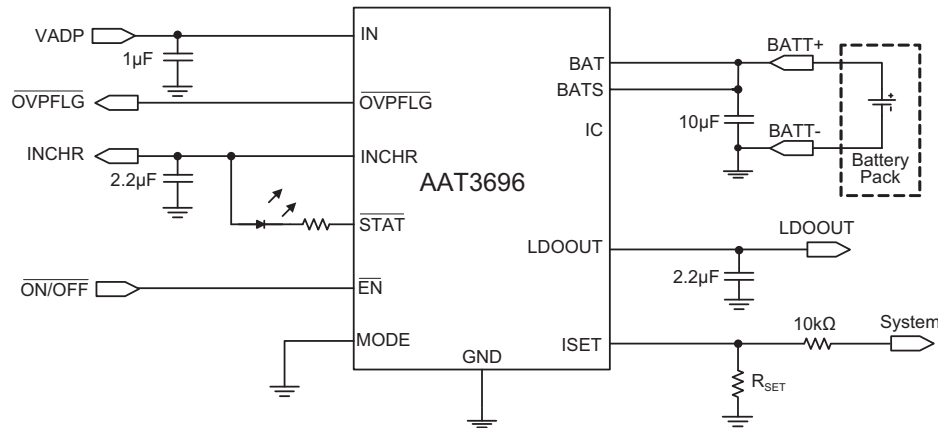 VADP
1µF
IN
OVPFLG
OVPFLG
INCHR
2.2µF
INCHR
STAT
ON/OFF
EN
MODE
AAT3696
GND
BAT
BATS
IC
10µF
BATT+
BATT-
+
-
Battery
Pack
LDOOUT
2.2µF
LDOOUT
ISET
10kΩ
System
RSET